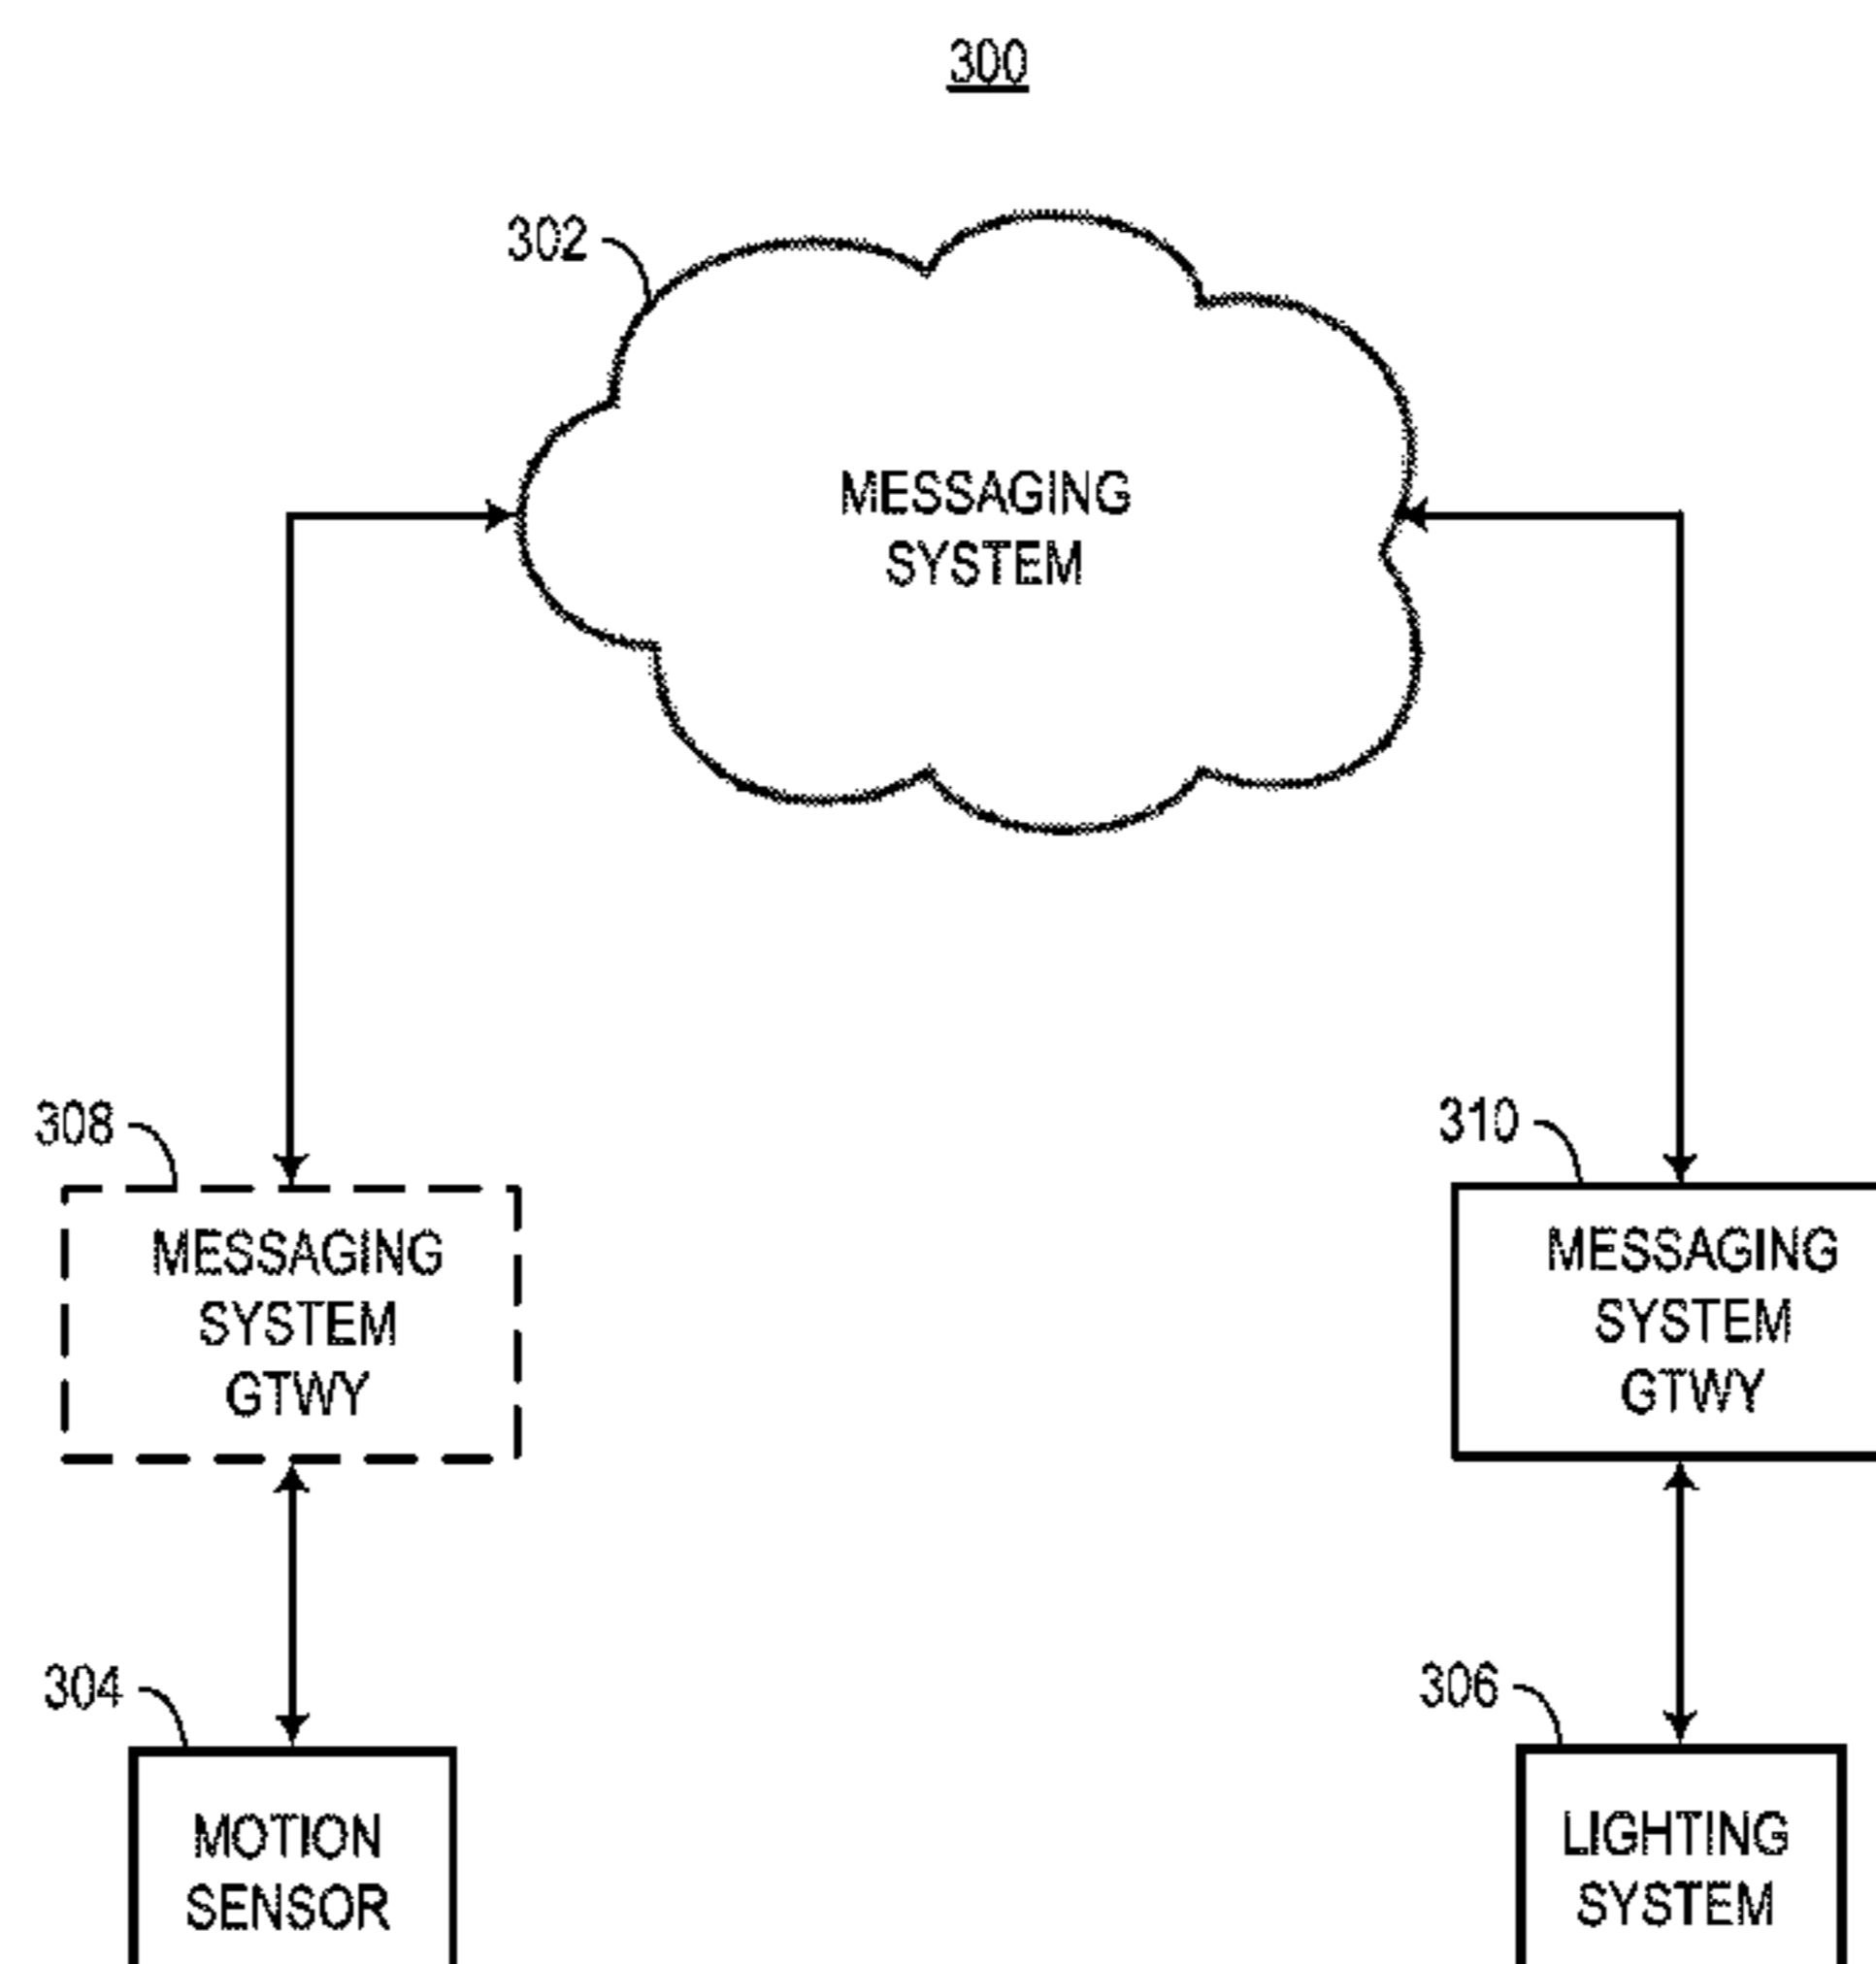 300
302
MESSAGING
SYSTEM
308
MESSAGING
SYSTEM
GTWY
310
MESSAGING
SYSTEM
GTWY
304
MOTION
SENSOR
306
LIGHTING
SYSTEM